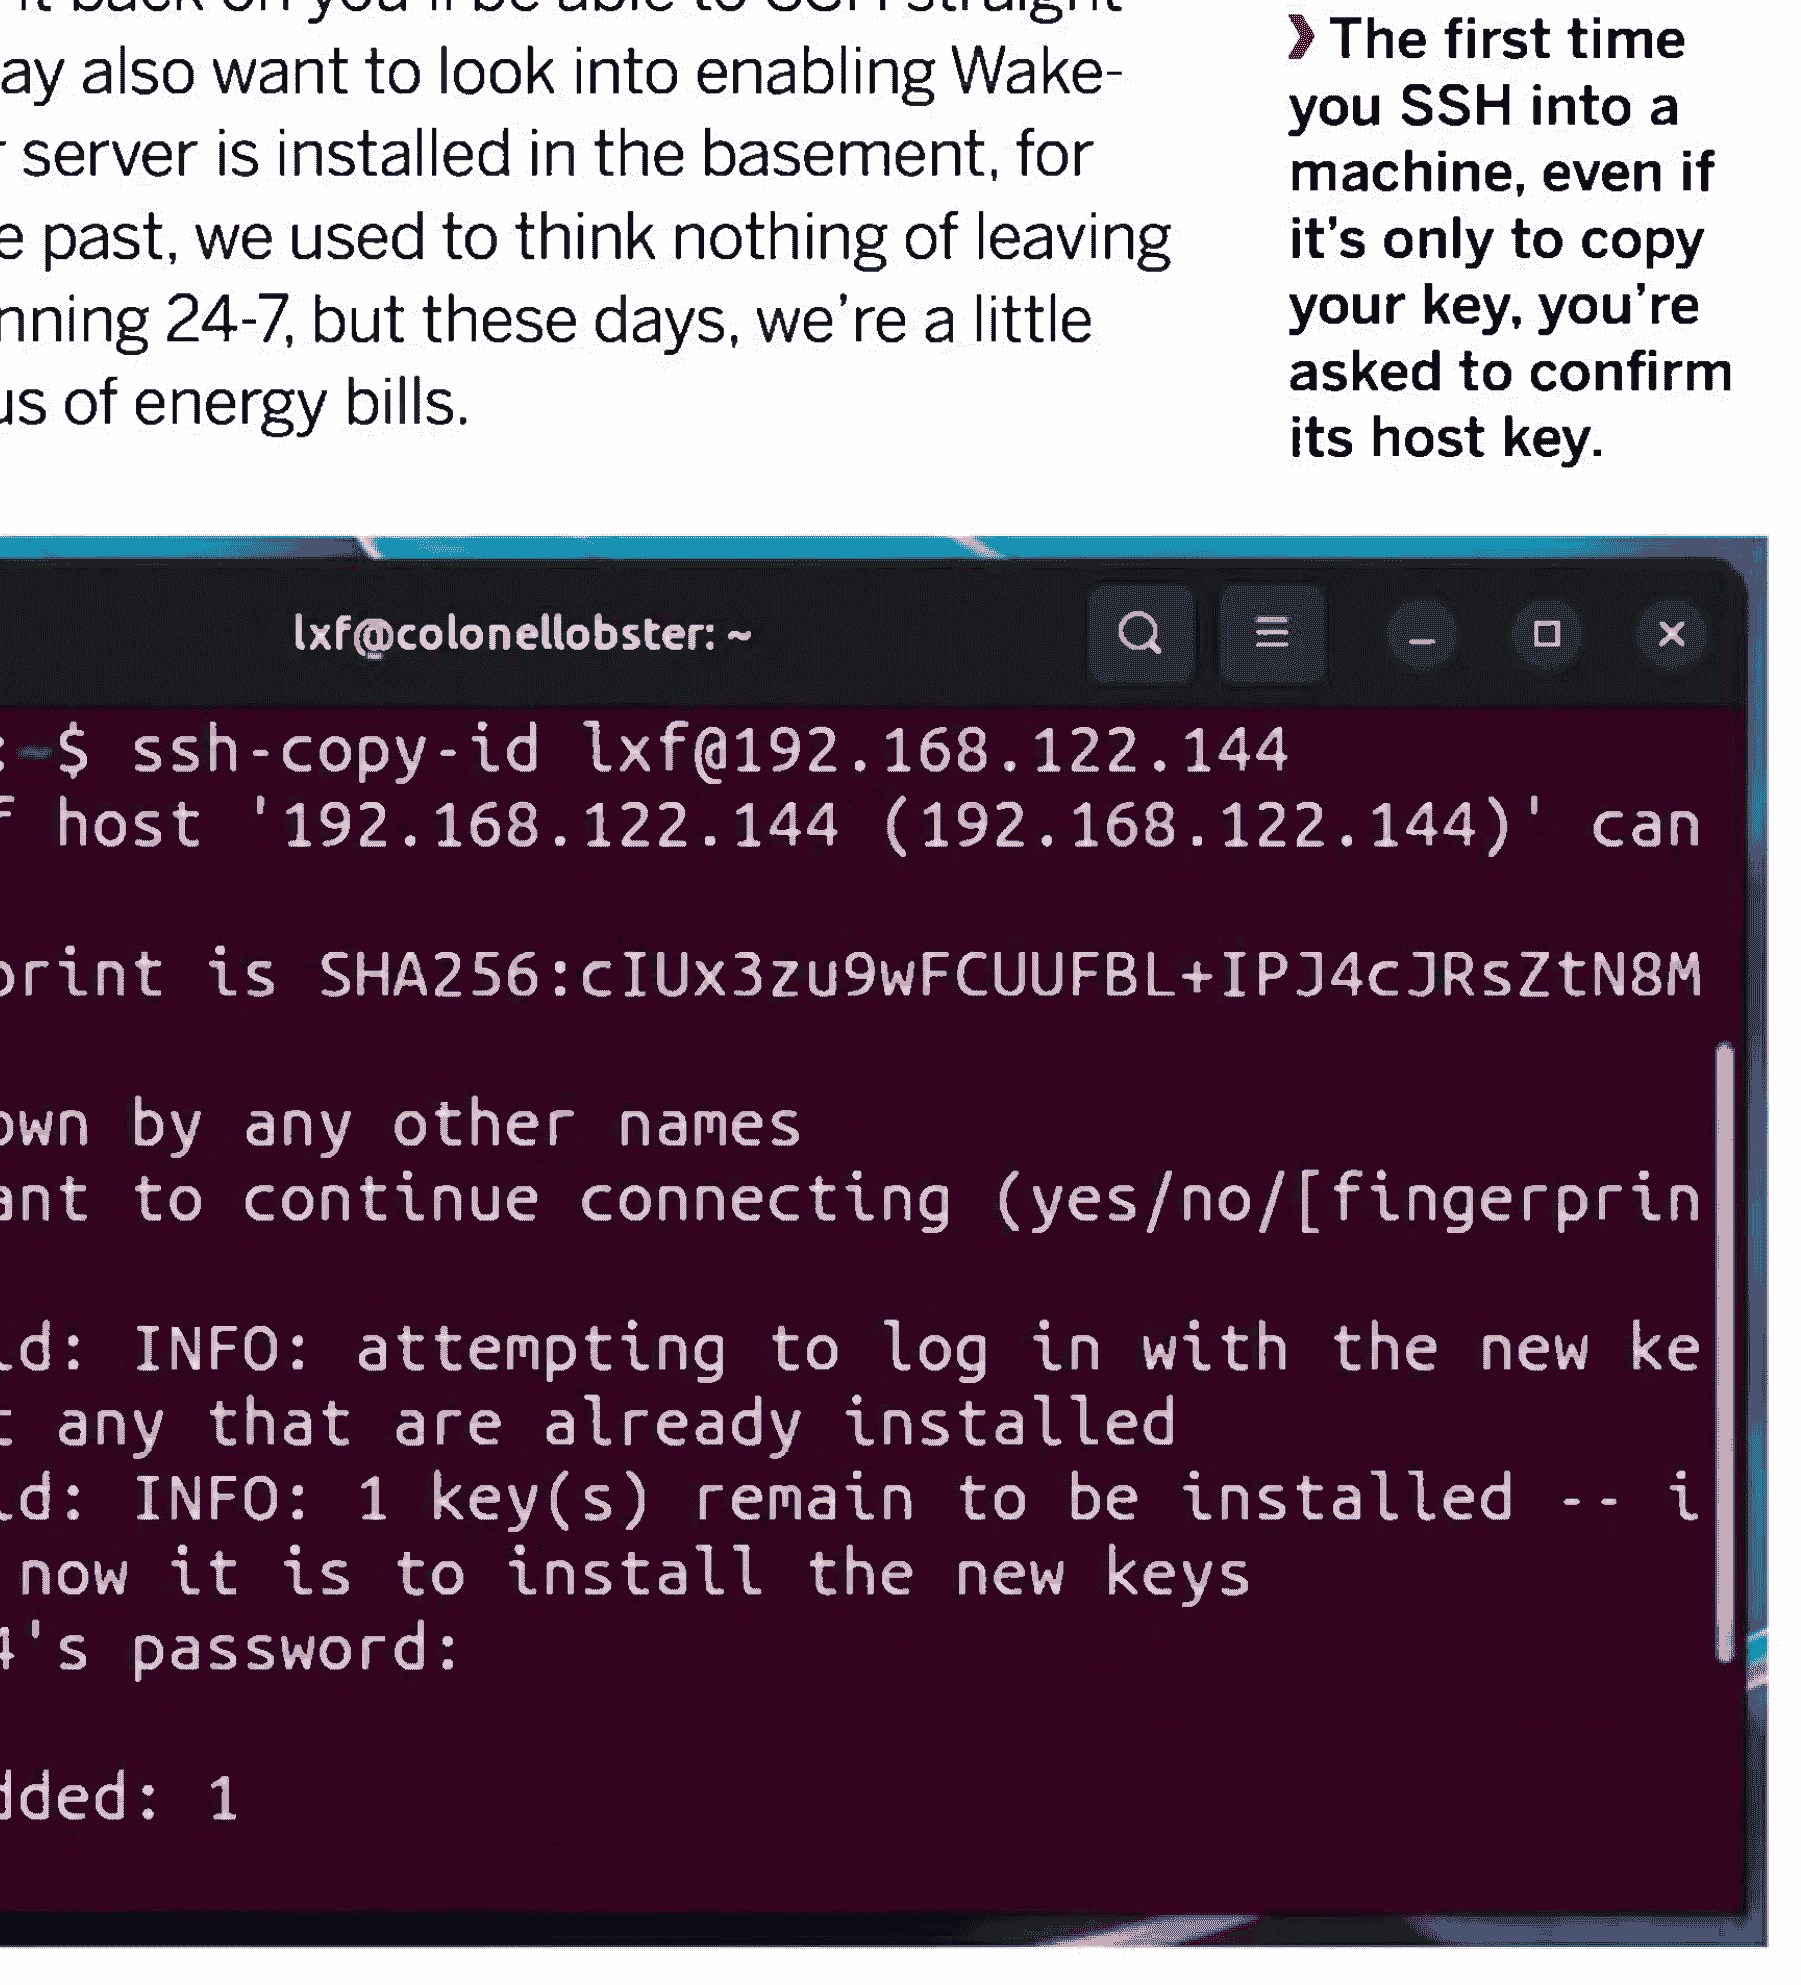 it back on you'll be able to SSH straight
ay also want to look into enabling Wake-
r server is installed in the basement, for
e past, we used to think nothing of leaving
nning 24-7, but these days, we're a little
us of energy bills.
❯ The first time
you SSH into a
machine, even if
it's only to copy
your key, you're
asked to confirm
its host key.
lxf@colonellobster: ~
:~$ ssh-copy-id lxf@192.168.122.144
f host '192.168.122.144 (192.168.122.144)' can
print is SHA256:cIUx3zu9wFCUUFBL+IPJ4cJRsZtN8M
own by any other names
ant to continue connecting (yes/no/[fingerprin
id: INFO: attempting to log in with the new ke
t any that are already installed
id: INFO: 1 key(s) remain to be installed -- i
now it is to install the new keys
4's password:
dded: 1